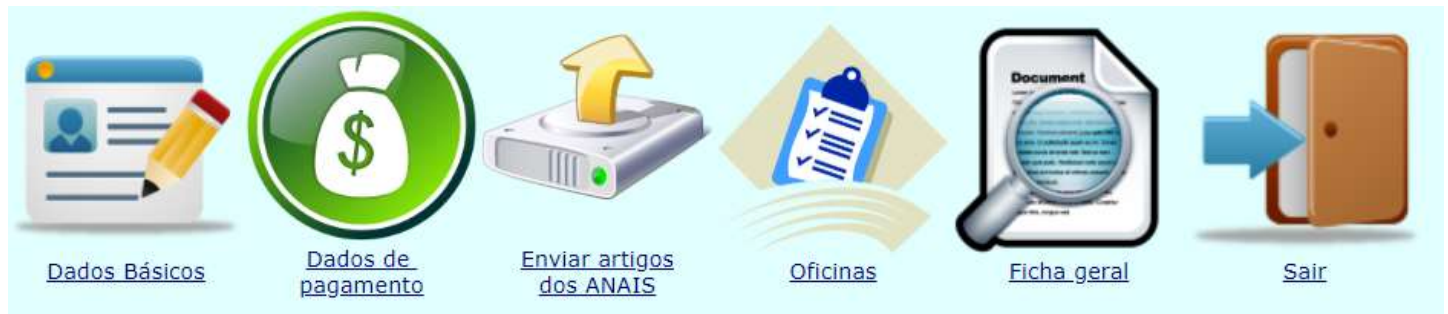 Document
Dados Básicos
Dados de
pagamento
Enviar artigos
dos ANAIS
Oficinas
Ficha geral
Sair